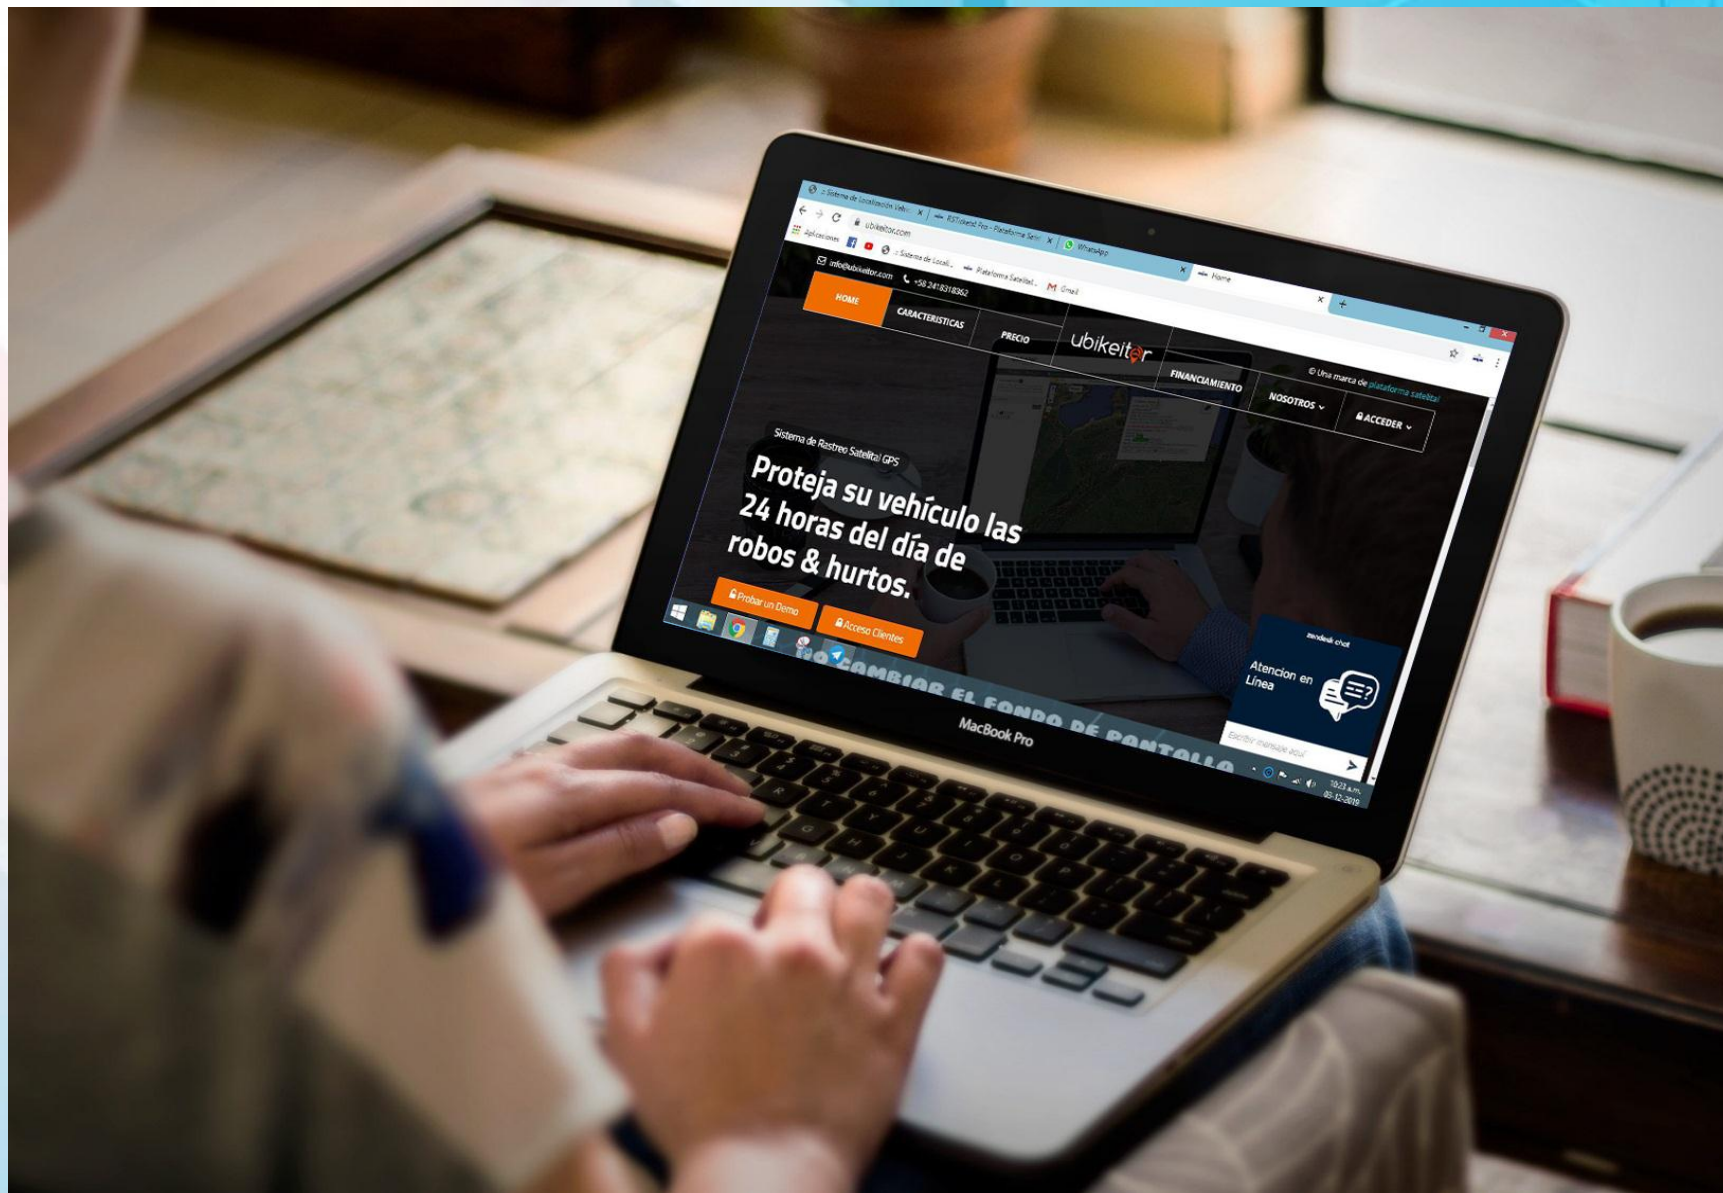 .: Sistema de Localización Vehi...
RSTickets! Pro - Plataforma Satel
WhatsApp
Home
ubikeitor.com
Aplicaciones
.: Sistema de Locali...
Plataforma Satelital...
Gmail
info@ubikeitor.com
+58 2418318362
© Una marca de plataforma satelital
HOME
CARACTERISTICAS
PRECIO
ubikeitor
FINANCIAMIENTO
NOSOTROS
ACCEDER
Sistema de Rastreo Satelital GPS
Proteja su vehículo las
24 horas del día de
robos & hurtos.
Probar un Demo
Acceso Clientes
zendesk chat
Atencion en
Línea
Escribir mensaje aquí
NO CAMBIAR EL FONDO DE PANTALLA
10:23 a.m.
05-12-2019
MacBook Pro